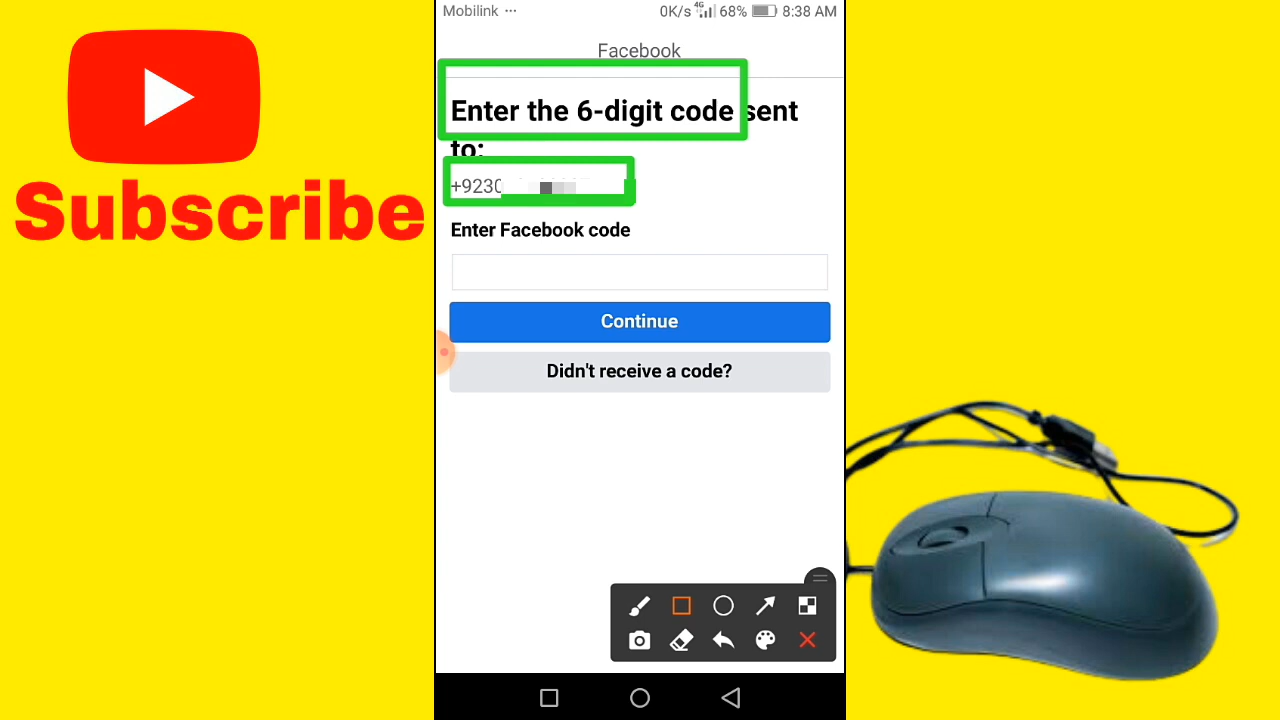 Subscribe
Mobilink ...
0K/s 4G 68% 8:38 AM
Facebook
Enter the 6-digit code sent
to:
+9230
Enter Facebook code
Continue
Didn't receive a code?